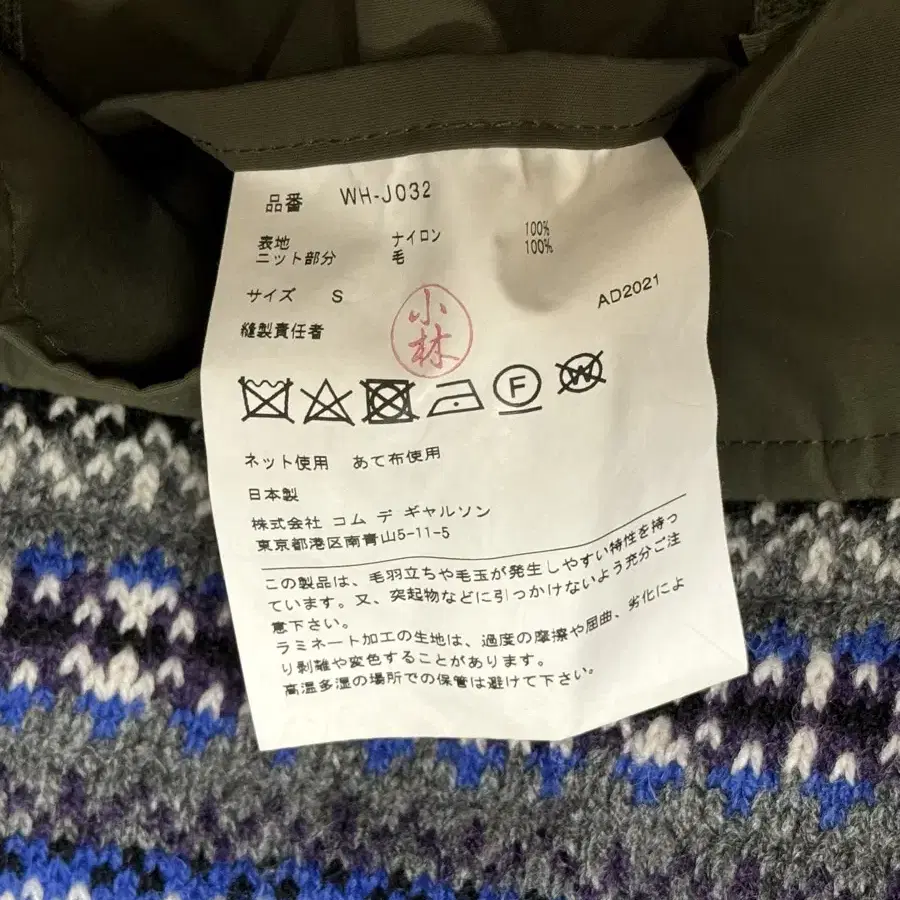 品番 WH-J032
表地 ナイロン 100%
ニット部分 毛 100%
サイズ S
AD2021
縫製責任者 小林
F W
ネット使用 あて布使用
日本製
株式会社 コム デ ギャルソン
東京都港区南青山5-11-5
この製品は、毛羽立ちや毛玉が発生しやすい特性を持っ
ています。又、突起物などに引っかけないよう充分ご注
意下さい。
ラミネート加工の生地は、過度の摩擦や屈曲、劣化によ
り剥離や変色することがあります。
高温多湿の場所での保管は避けて下さい。